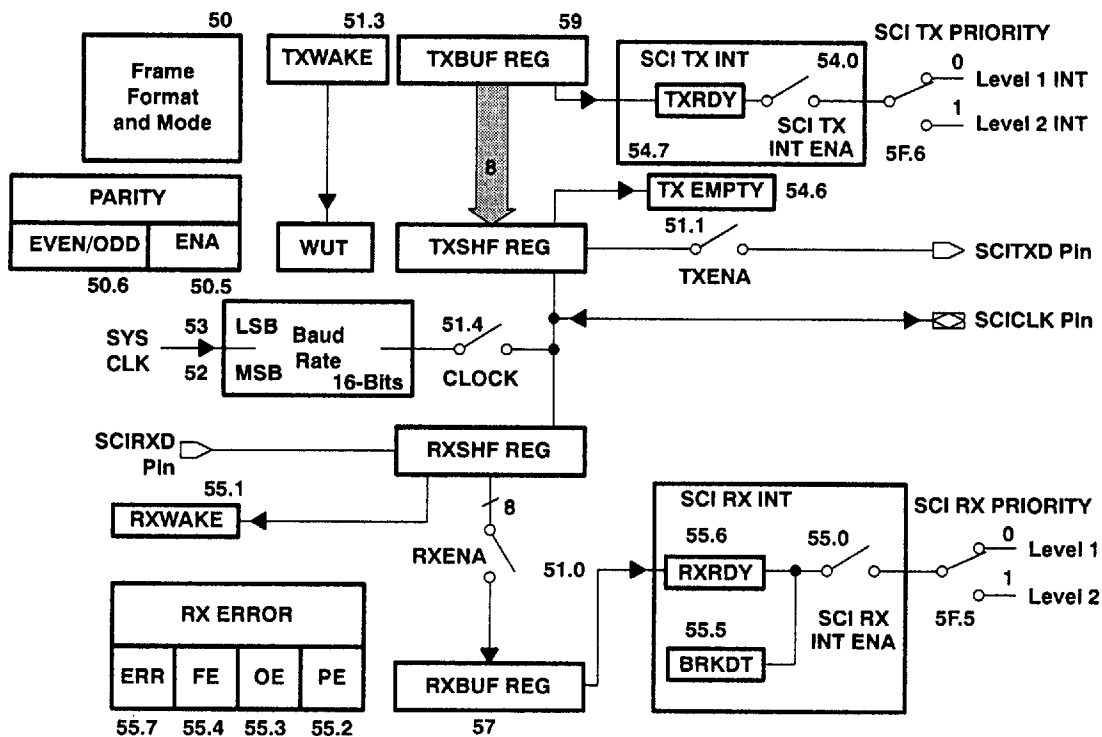 50
Frame
Format
and Mode
51.3
TXWAKE
WUT
59
TXBUF REG
8
TXSHF REG
SCI TX INT
54.0
TXRDY
SCI TX
INT ENA
54.7
SCI TX PRIORITY
0
Level 1 INT
1
Level 2 INT
5F.6
TX EMPTY
54.6
51.1
TXENA
SCITXD Pin
PARITY
EVEN/ODD
ENA
50.6
50.5
SYS
CLK
53
52
LSB
MSB
Baud
Rate
16-Bits
51.4
CLOCK
SCICLK Pin
SCIRXD
Pin
RXSHF REG
55.1
RXWAKE
8
RXENA
51.0
RXBUF REG
57
RX ERROR
ERR
FE
OE
PE
55.7
55.4
55.3
55.2
SCI RX INT
55.6
RXRDY
55.0
55.5
BRKDT
SCI RX
INT ENA
SCI RX PRIORITY
0
Level 1
1
Level 2
5F.5